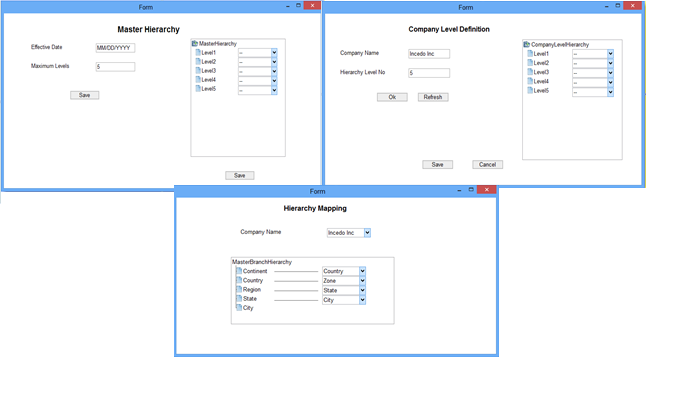 Form
Master Hierarchy
Effective Date MM/DD/YYYY
Maximum Levels 5
Save
MasterHierarchy
Level1 --
Level2 --
Level3 --
Level4 --
Level5 --
Save
Form
Company Level Definition
Company Name Incedo Inc
Hierarchy Level No 5
Ok Refresh
CompanyLevelHierarchy
Level1 --
Level2 --
Level3 --
Level4 --
Level5 --
Save Cancel
Form
Hierarchy Mapping
Company Name Incedo Inc
MasterBranchHierarchy
Continent Country
Country Zone
Region State
State City
City